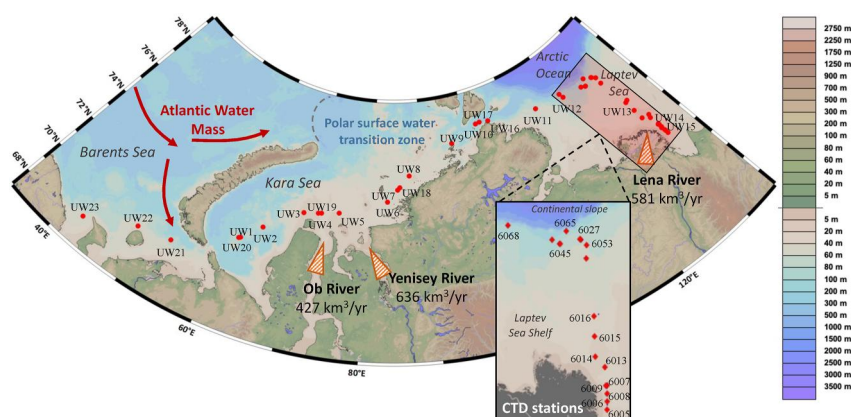 78°N
76°N
74°N
72°N
70°N
68°N
40°E
60°E
80°E
120°E
Atlantic Water
Mass
Barents Sea
Kara Sea
Polar surface water
transition zone
Arctic
Ocean
Laptev
Sea
UW23
UW22
UW21
UW1
UW20
UW2
UW3
UW19
UW4
UW5
UW6
UW7
UW18
UW8
UW9
UW10
UW17
UW16
UW11
UW12
UW13
UW14
UW15
Ob River
427 km³/yr
Yenisey River
636 km³/yr
Lena River
581 km³/yr
Continental slope
6068
6065
6027
6045
6053
Laptev
Sea Shelf
6016
6015
6014
6013
6009
6007
6008
6006
6005
CTD stations
2750 m
2250 m
1900 m
1500 m
1300 m
1100 m
900 m
700 m
500 m
300 m
200 m
100 m
20 m
5 m
5 m
20 m
40 m
60 m
80 m
100 m
200 m
300 m
500 m
1000 m
1500 m
2000 m
2500 m
3000 m
3500 m